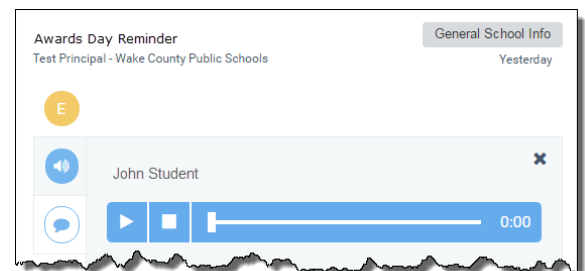 Awards Day Reminder
General School Info
Test Principal - Wake County Public Schools
Yesterday
E
John Student
0:00